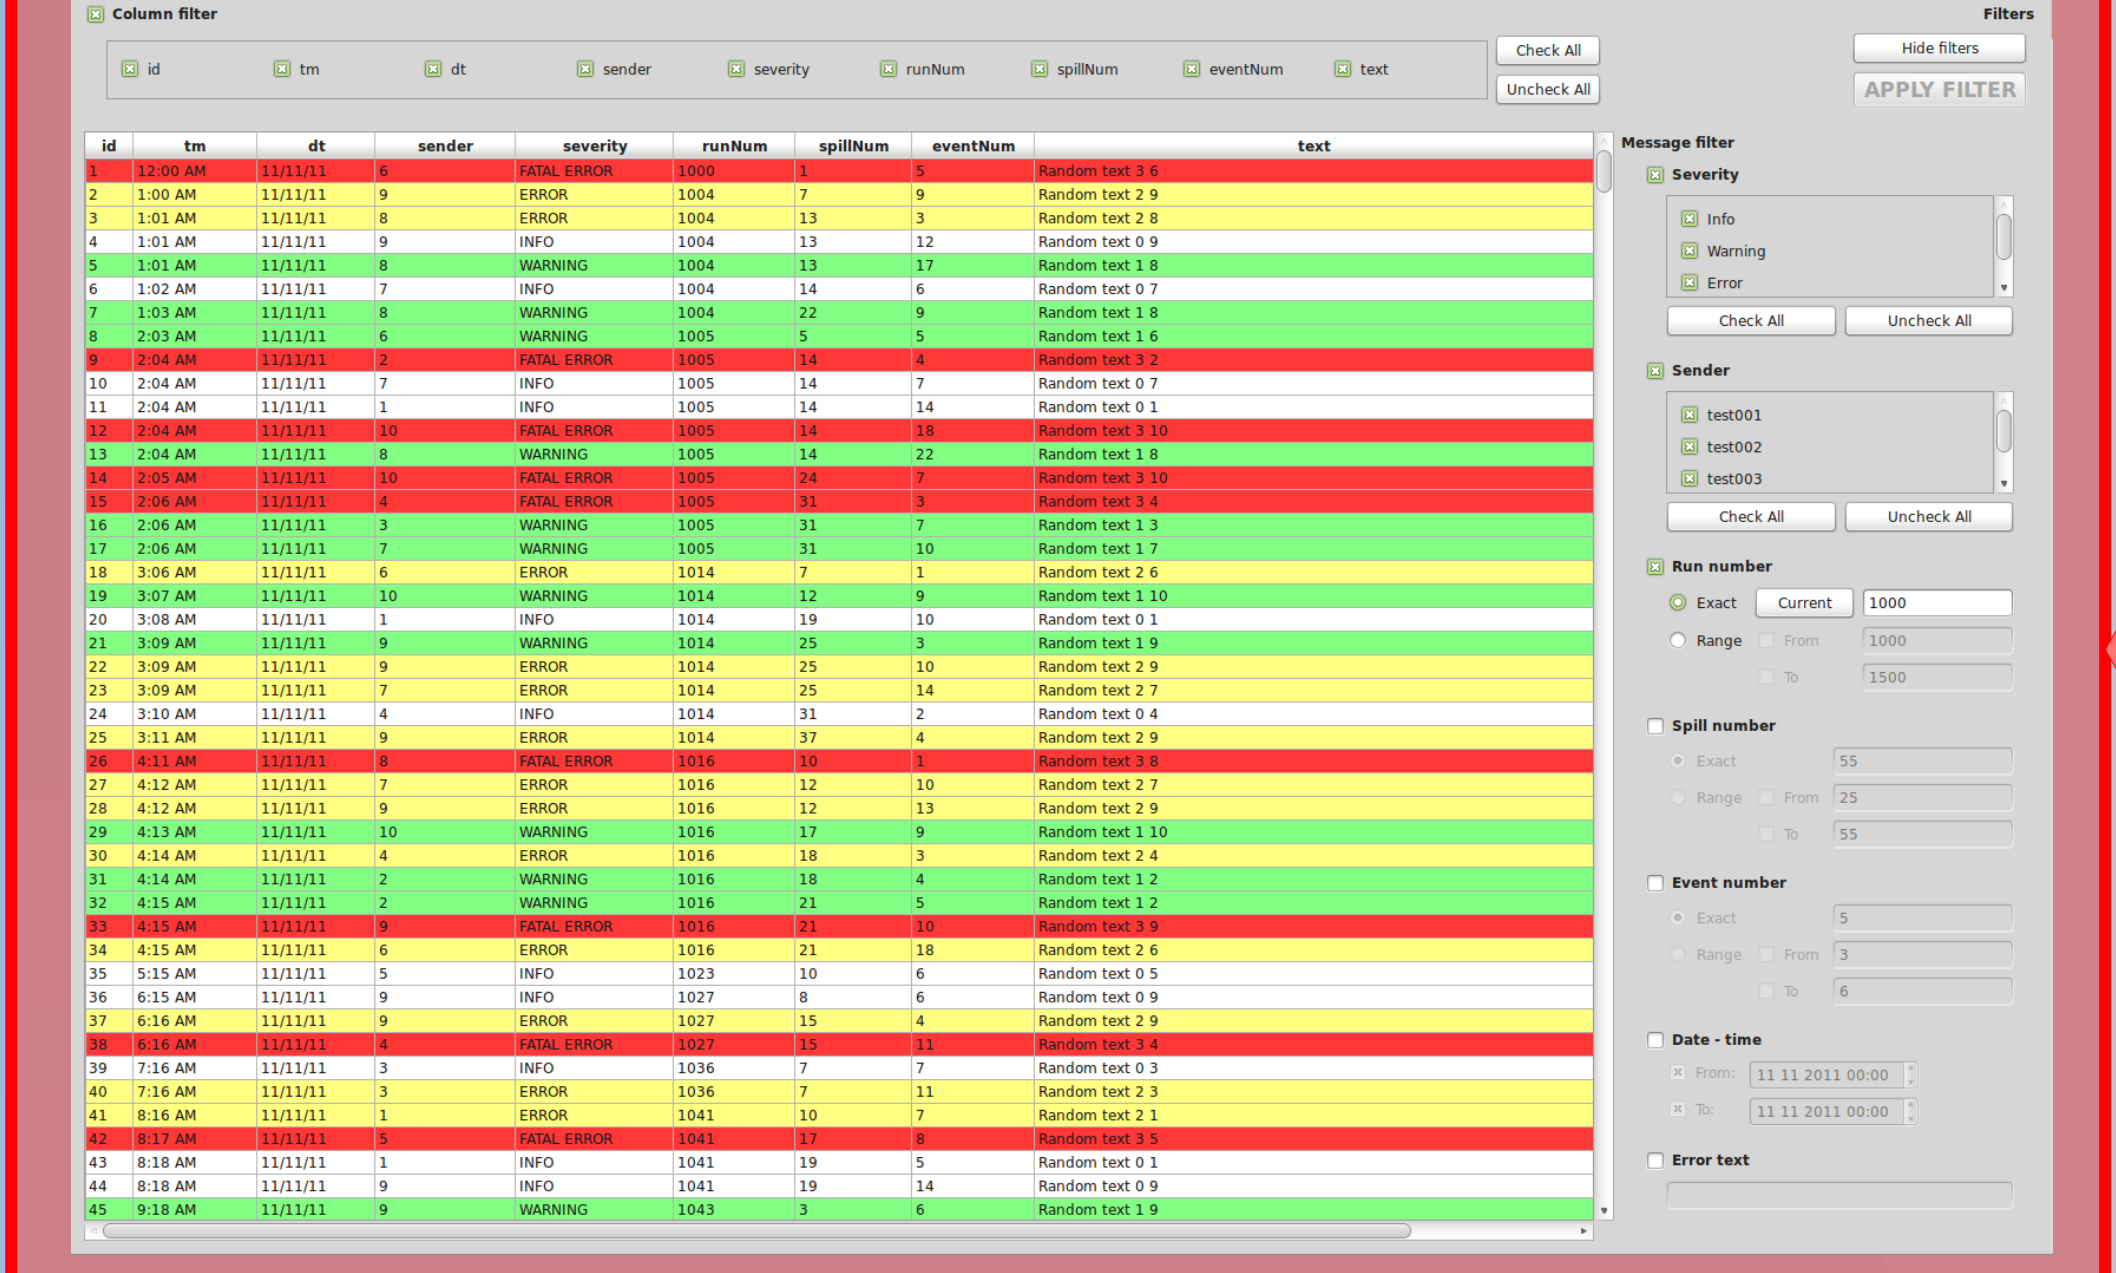 Column filter
Filters
id tm dt sender severity runNum spillNum eventNum text
Check All
Uncheck All
Hide filters
APPLY FILTER
id tm dt sender severity runNum spillNum eventNum text
1 12:00 AM 11/11/11 6 FATAL ERROR 1000 1 5 Random text 3 6
2 1:00 AM 11/11/11 9 ERROR 1004 7 9 Random text 2 9
3 1:01 AM 11/11/11 8 ERROR 1004 13 3 Random text 2 8
4 1:01 AM 11/11/11 9 INFO 1004 13 12 Random text 0 9
5 1:01 AM 11/11/11 8 WARNING 1004 13 17 Random text 1 8
6 1:02 AM 11/11/11 7 INFO 1004 14 6 Random text 0 7
7 1:03 AM 11/11/11 8 WARNING 1004 22 9 Random text 1 8
8 2:03 AM 11/11/11 6 WARNING 1005 5 5 Random text 1 6
9 2:04 AM 11/11/11 2 FATAL ERROR 1005 14 4 Random text 3 2
10 2:04 AM 11/11/11 7 INFO 1005 14 7 Random text 0 7
11 2:04 AM 11/11/11 1 INFO 1005 14 14 Random text 0 1
12 2:04 AM 11/11/11 10 FATAL ERROR 1005 14 18 Random text 3 10
13 2:04 AM 11/11/11 8 WARNING 1005 14 22 Random text 1 8
14 2:05 AM 11/11/11 10 FATAL ERROR 1005 24 7 Random text 3 10
15 2:06 AM 11/11/11 4 FATAL ERROR 1005 31 3 Random text 3 4
16 2:06 AM 11/11/11 3 WARNING 1005 31 7 Random text 1 3
17 2:06 AM 11/11/11 7 WARNING 1005 31 10 Random text 1 7
18 3:06 AM 11/11/11 6 ERROR 1014 7 1 Random text 2 6
19 3:07 AM 11/11/11 10 WARNING 1014 12 9 Random text 1 10
20 3:08 AM 11/11/11 1 INFO 1014 19 10 Random text 0 1
21 3:09 AM 11/11/11 9 WARNING 1014 25 3 Random text 1 9
22 3:09 AM 11/11/11 9 ERROR 1014 25 10 Random text 2 9
23 3:09 AM 11/11/11 7 ERROR 1014 25 14 Random text 2 7
24 3:10 AM 11/11/11 4 INFO 1014 31 2 Random text 0 4
25 3:11 AM 11/11/11 9 ERROR 1014 37 4 Random text 2 9
26 4:11 AM 11/11/11 8 FATAL ERROR 1016 10 1 Random text 3 8
27 4:12 AM 11/11/11 7 ERROR 1016 12 10 Random text 2 7
28 4:12 AM 11/11/11 9 ERROR 1016 12 13 Random text 2 9
29 4:13 AM 11/11/11 10 WARNING 1016 17 9 Random text 1 10
30 4:14 AM 11/11/11 4 ERROR 1016 18 3 Random text 2 4
31 4:14 AM 11/11/11 2 WARNING 1016 18 4 Random text 1 2
32 4:15 AM 11/11/11 2 WARNING 1016 21 5 Random text 1 2
33 4:15 AM 11/11/11 9 FATAL ERROR 1016 21 10 Random text 3 9
34 4:15 AM 11/11/11 6 ERROR 1016 21 18 Random text 2 6
35 5:15 AM 11/11/11 5 INFO 1023 10 6 Random text 0 5
36 6:15 AM 11/11/11 9 INFO 1027 8 6 Random text 0 9
37 6:16 AM 11/11/11 9 ERROR 1027 15 4 Random text 2 9
38 6:16 AM 11/11/11 4 FATAL ERROR 1027 15 11 Random text 3 4
39 7:16 AM 11/11/11 3 INFO 1036 7 7 Random text 0 3
40 7:16 AM 11/11/11 3 ERROR 1036 7 11 Random text 2 3
41 8:16 AM 11/11/11 1 ERROR 1041 10 7 Random text 2 1
42 8:17 AM 11/11/11 5 FATAL ERROR 1041 17 8 Random text 3 5
43 8:18 AM 11/11/11 1 INFO 1041 19 5 Random text 0 1
44 8:18 AM 11/11/11 9 INFO 1041 19 14 Random text 0 9
45 9:18 AM 11/11/11 9 WARNING 1043 3 6 Random text 1 9
Message filter
Severity
Info
Warning
Error
Check All Uncheck All
Sender
test001
test002
test003
Check All Uncheck All
Run number
Exact Current 1000
Range From 1000
To 1500
Spill number
Exact 55
Range From 25
To 55
Event number
Exact 5
Range From 3
To 6
Date - time
From: 11 11 2011 00:00
To: 11 11 2011 00:00
Error text